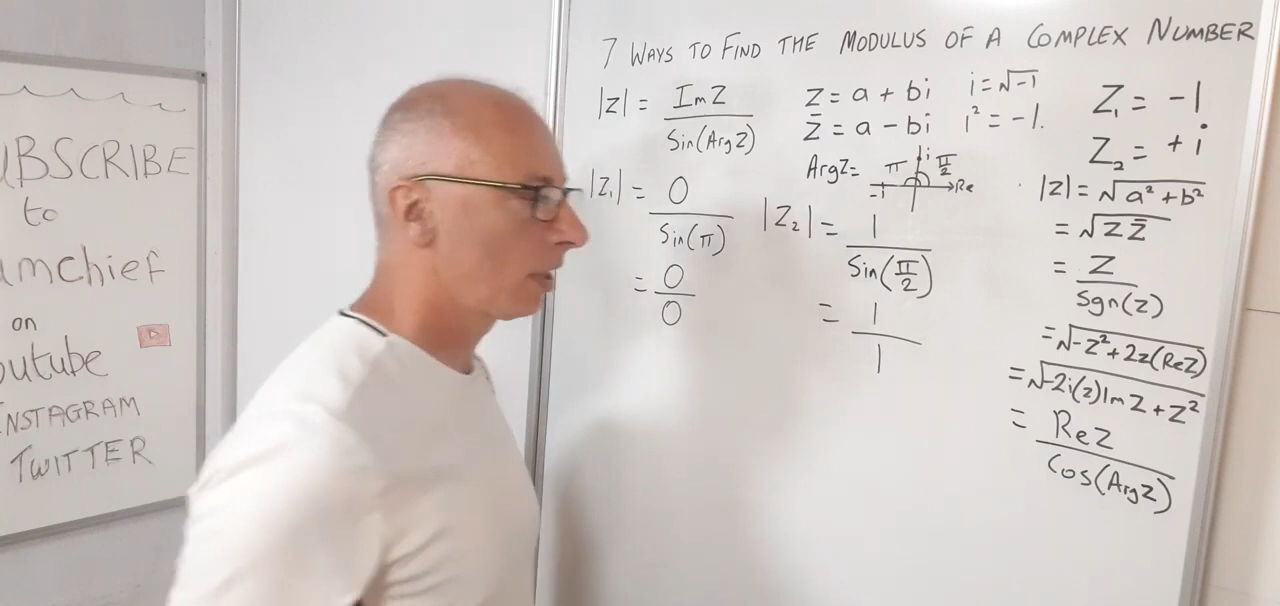 UBSCRIBE
to
amchief
on
outube
NSTAGRAM
TWITTER
7 WAYS TO FIND THE MODULUS OF A COMPLEX NUMBER
|z| = Im Z / Sin(Arg Z)
|Z₁| = 0 / Sin(π)
= 0 / 0
Z = a + bi   i = √-1
Z̄ = a - bi   i² = -1.
Arg Z = π i π/2
-1 Re
|Z₂| = 1 / Sin(π/2)
= 1 / 1
Z₁ = -1
Z₂ = +i
|z| = √(a² + b²)
= √(Z Z̄)
= Z / Sgn(z)
= √(-Z² + 2z(Re Z))
= √(-2i(z) Im Z + Z²)
= Re Z / Cos(Arg Z)